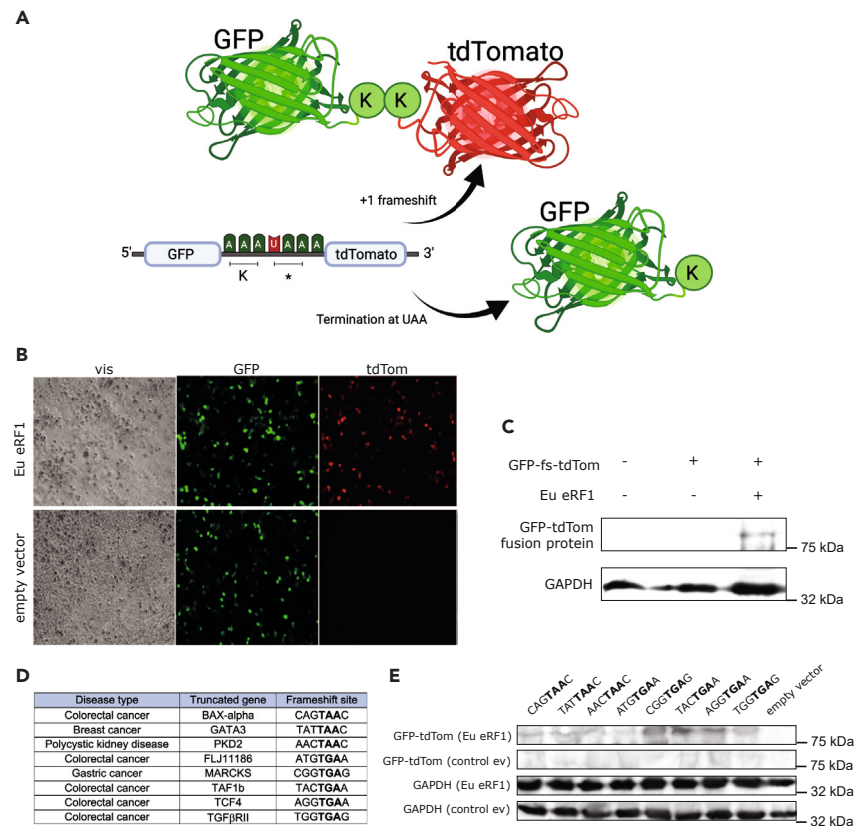 A
GFP
tdTomato
K K
+1 frameshift
GFP
5' GFP A A A U A A A tdTomato 3'
K *
K
Termination at UAA
B
vis GFP tdTom
Eu eRF1
empty vector
C
GFP-fs-tdTom - + +
Eu eRF1 - - +
GFP-tdTom
fusion protein
75 kDa
GAPDH
32 kDa
D
Disease type Truncated gene Frameshift site
Colorectal cancer BAX-alpha CAGTAAC
Breast cancer GATA3 TATTAAC
Polycystic kidney disease PKD2 AACTAAC
Colorectal cancer FLJ11186 ATGTGAA
Gastric cancer MARCKS CGGTGAG
Colorectal cancer TAF1b TACTGAA
Colorectal cancer TCF4 AGGTGAA
Colorectal cancer TGFβRII TGGTGAG
E
CAGTAAC TATTAAC AACTAAC ATGTGAA CGGTGAG TACTGAA AGGTGAA TGGTGAG empty vector
GFP-tdTom (Eu eRF1) 75 kDa
GFP-tdTom (control ev) 75 kDa
GAPDH (Eu eRF1) 32 kDa
GAPDH (control ev) 32 kDa